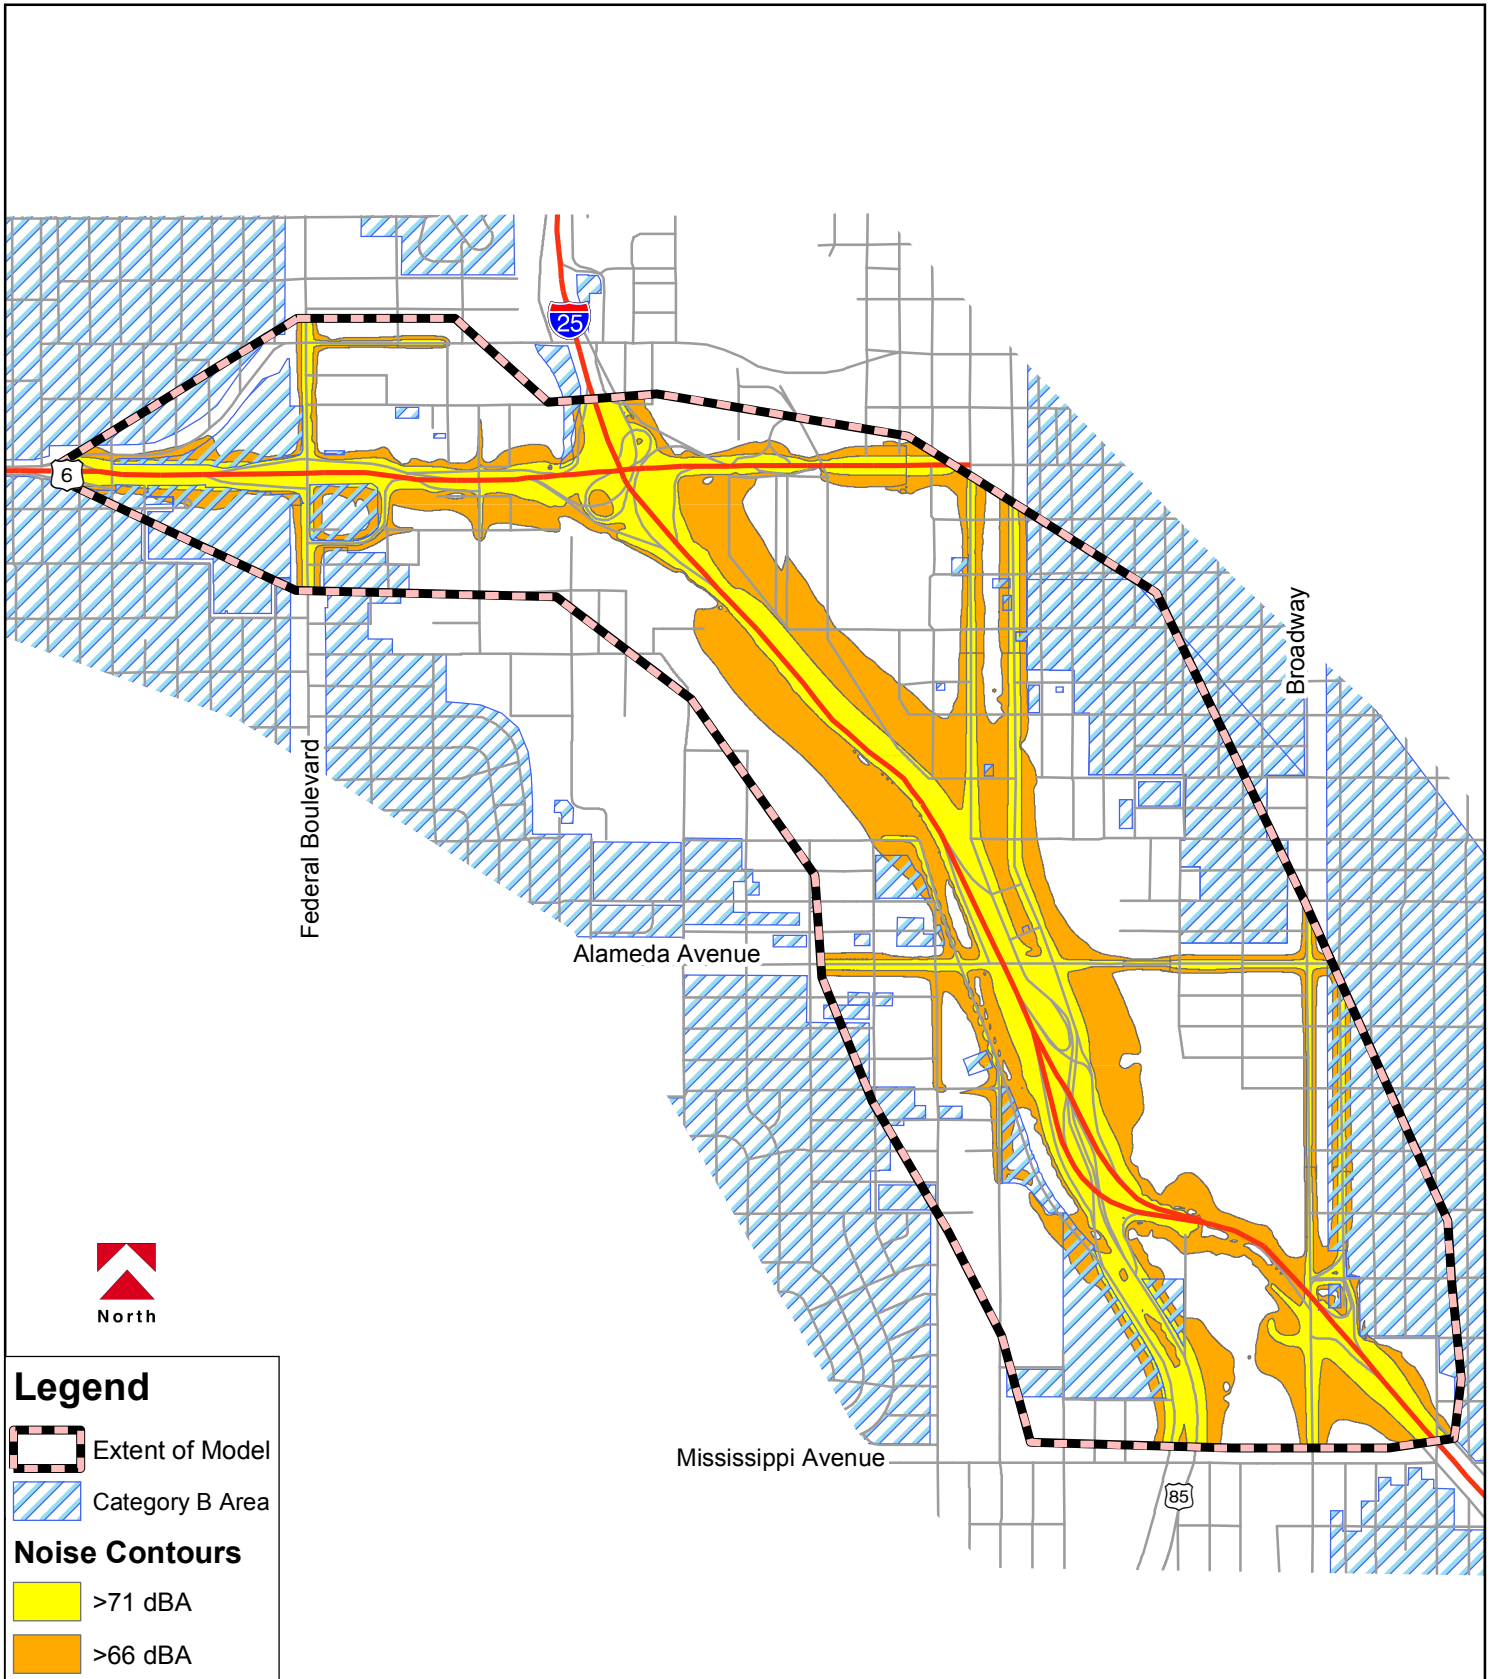 25
6
Broadway
Federal Boulevard
Alameda Avenue
North
Mississippi Avenue
85
Legend
Extent of Model
Category B Area
Noise Contours
>71 dBA
>66 dBA